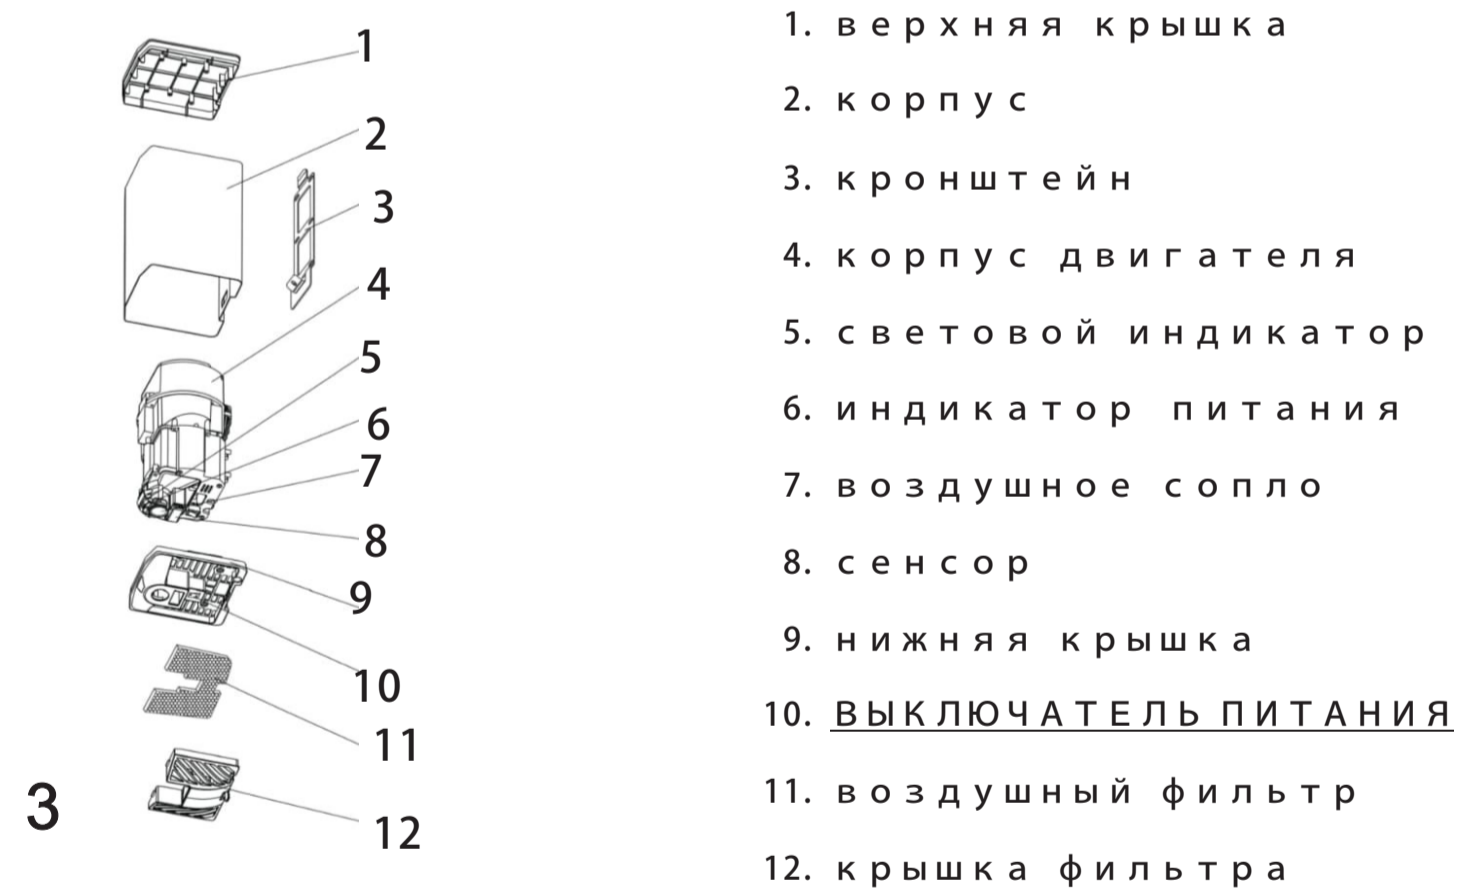 1
2
3
4
5
6
7
8
9
10
11
12
3
1. верхняя крышка
2. корпус
3. кронштейн
4. корпус двигателя
5. световой индикатор
6. индикатор питания
7. воздушное сопло
8. сенсор
9. нижняя крышка
10. ВЫКЛЮЧАТЕЛЬ ПИТАНИЯ
11. воздушный фильтр
12. крышка фильтра